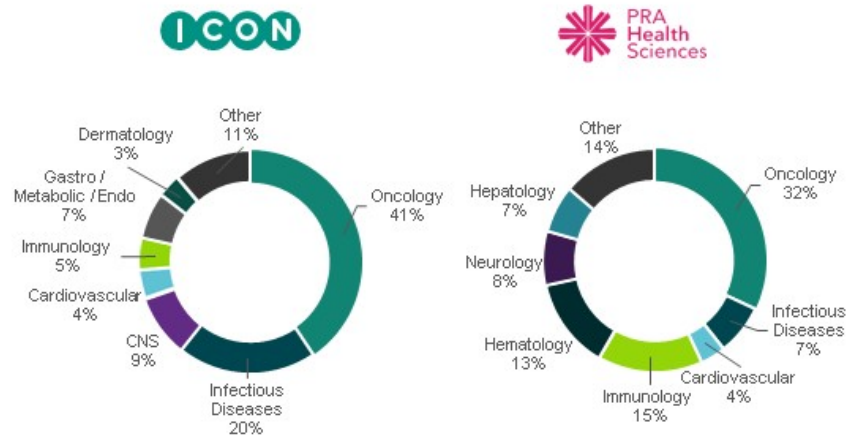 ICON
PRA
Health
Sciences
Other
11%
Dermatology
3%
Gastro /
Metabolic / Endo
7%
Immunology
5%
Cardiovascular
4%
CNS
9%
Infectious
Diseases
20%
Oncology
41%
Other
14%
Hepatology
7%
Neurology
8%
Hematology
13%
Immunology
15%
Cardiovascular
4%
Infectious
Diseases
7%
Oncology
32%